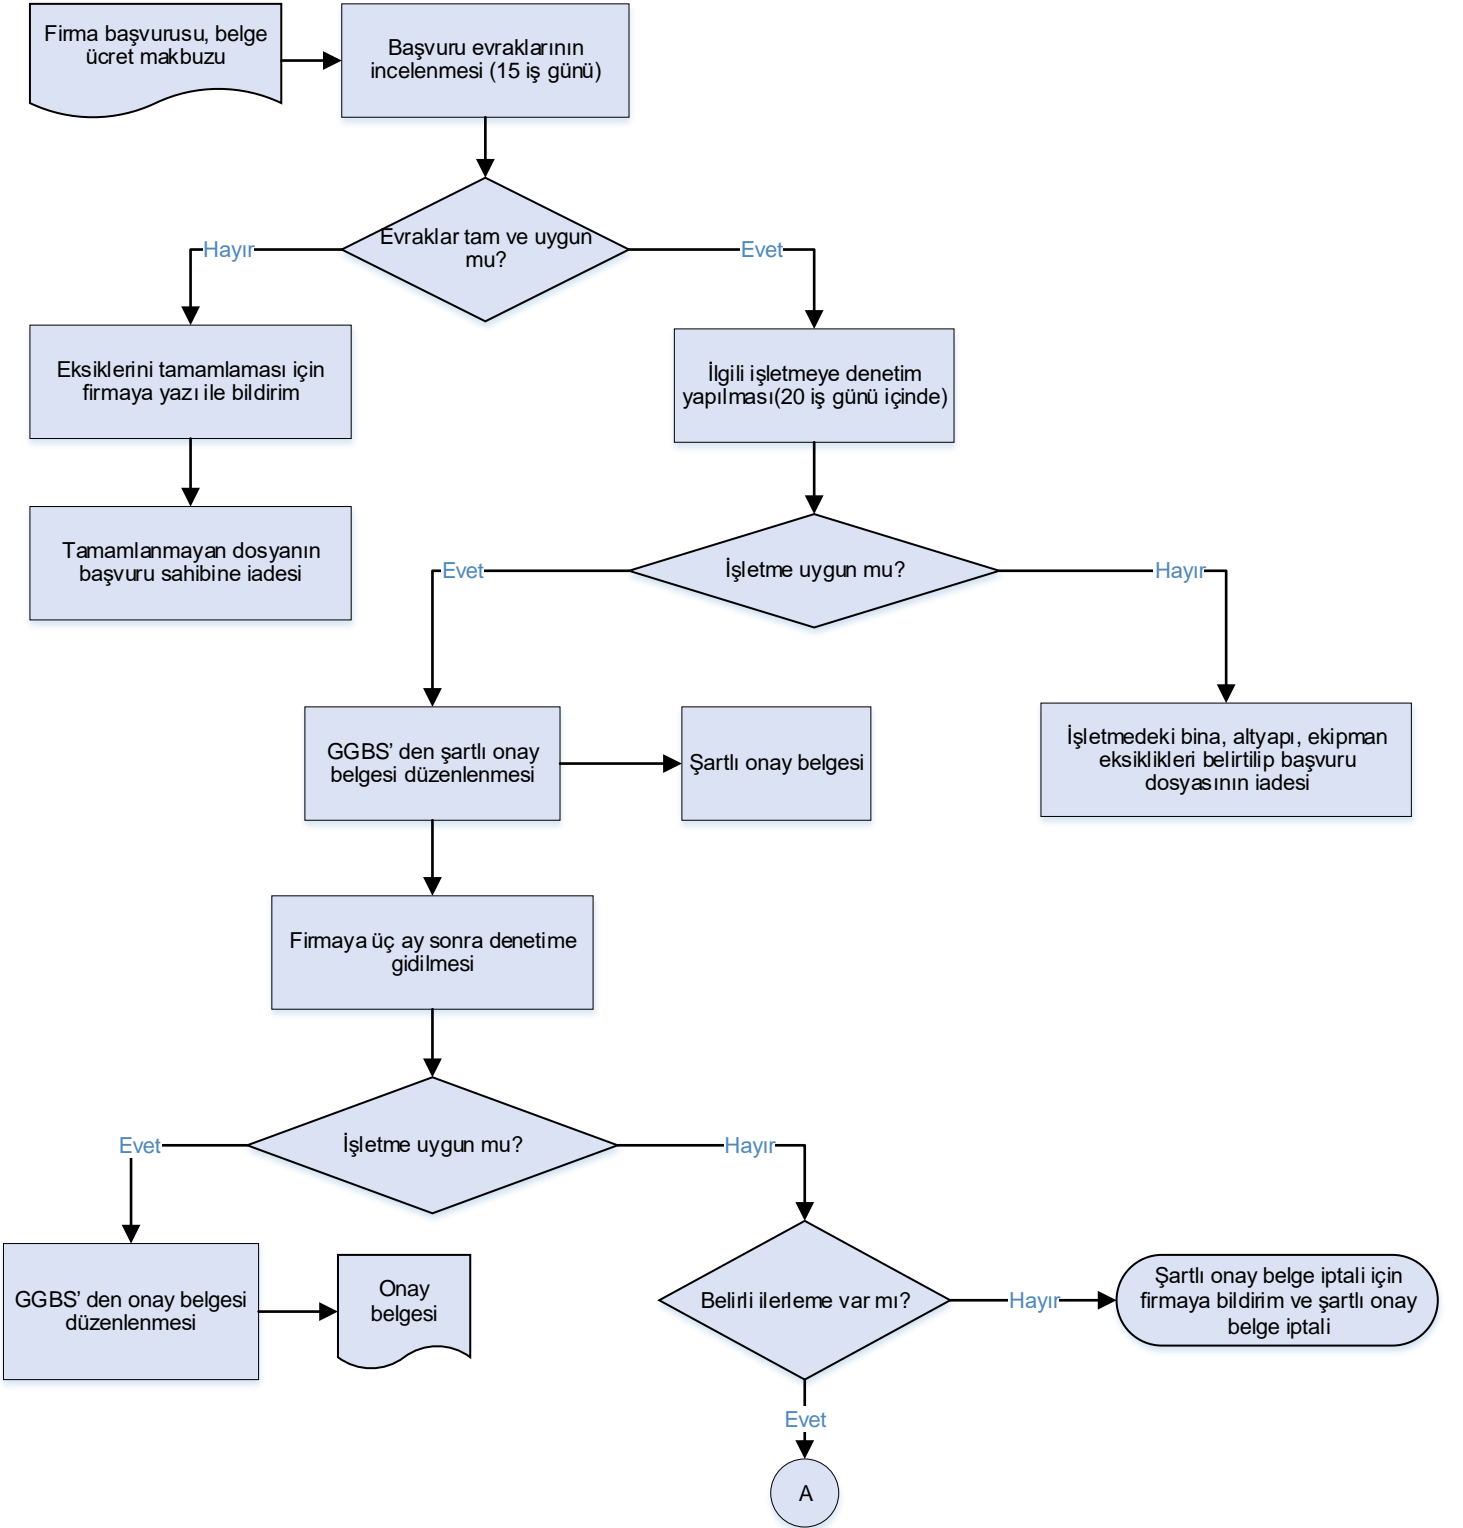 Firma başvurusu, belge
ücret makbuzu
Başvuru evraklarının
incelenmesi (15 iş günü)
Evraklar tam ve uygun
mu?
Hayır
Evet
Eksiklerini tamamlaması için
firmaya yazı ile bildirim
İlgili işletmeye denetim
yapılması(20 iş günü içinde)
Tamamlanmayan dosyanın
başvuru sahibine iadesi
İşletme uygun mu?
Evet
Hayır
GGBS' den şartlı onay
belgesi düzenlenmesi
Şartlı onay belgesi
İşletmedeki bina, altyapı, ekipman
eksiklikleri belirtilip başvuru
dosyasının iadesi
Firmaya üç ay sonra denetime
gidilmesi
İşletme uygun mu?
Evet
Hayır
GGBS' den onay belgesi
düzenlenmesi
Onay
belgesi
Belirli ilerleme var mı?
Hayır
Şartlı onay belge iptali için
firmaya bildirim ve şartlı onay
belge iptali
Evet
A